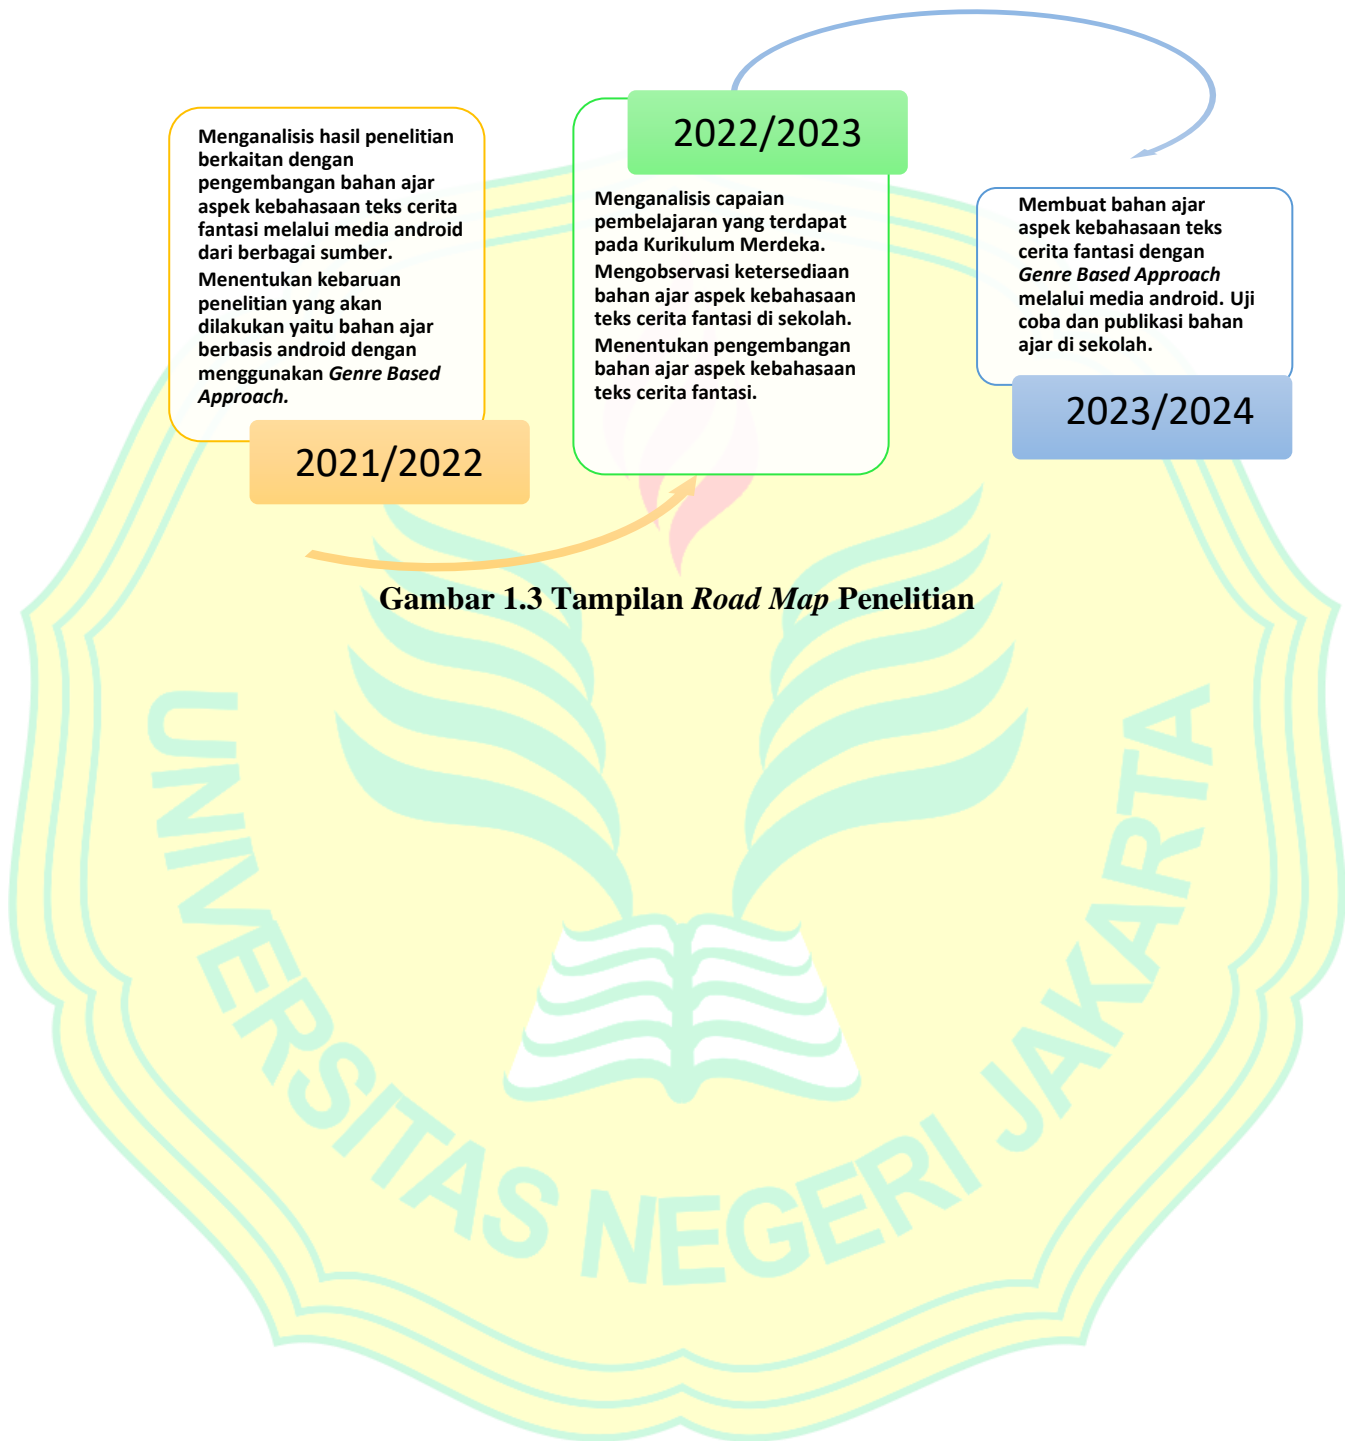 Menganalisis hasil penelitian
berkaitan dengan
pengembangan bahan ajar
aspek kebahasaan teks cerita
fantasi melalui media android
dari berbagai sumber.
Menentukan kebaruan
penelitian yang akan
dilakukan yaitu bahan ajar
berbasis android dengan
menggunakan Genre Based
Approach.
2021/2022
2022/2023
Menganalisis capaian
pembelajaran yang terdapat
pada Kurikulum Merdeka.
Mengobservasi ketersediaan
bahan ajar aspek kebahasaan
teks cerita fantasi di sekolah.
Menentukan pengembangan
bahan ajar aspek kebahasaan
teks cerita fantasi.
Membuat bahan ajar
aspek kebahasaan teks
cerita fantasi dengan
Genre Based Approach
melalui media android. Uji
coba dan publikasi bahan
ajar di sekolah.
2023/2024
Gambar 1.3 Tampilan Road Map Penelitian
UNIVERSITAS NEGERI JAKARTA